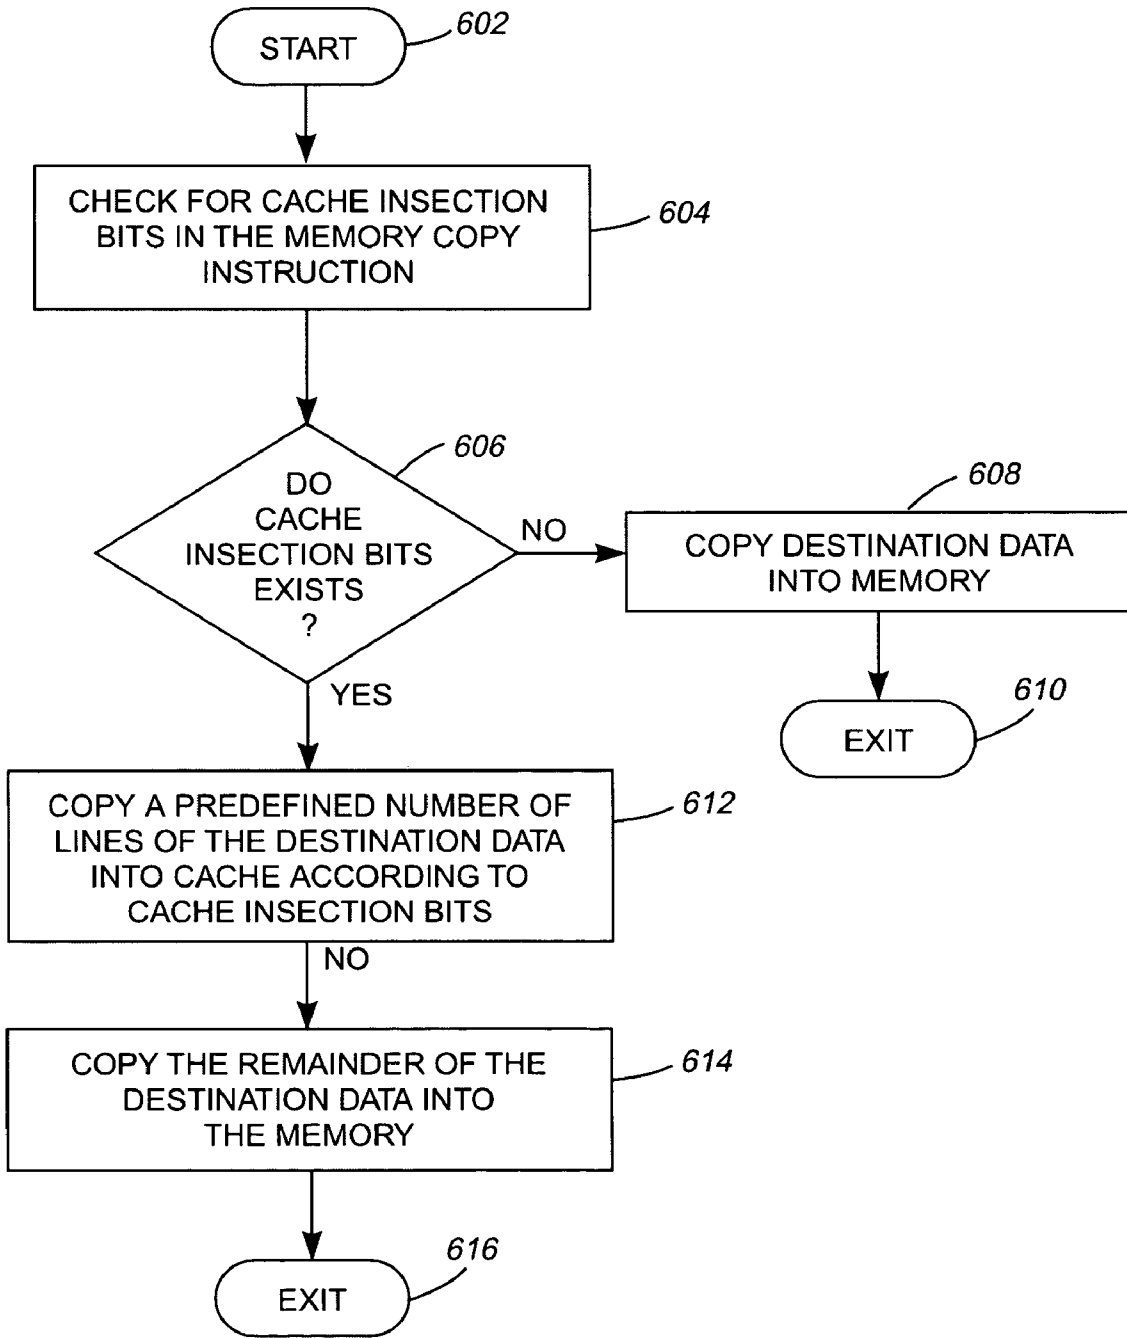 START
602
CHECK FOR CACHE INSECTION
BITS IN THE MEMORY COPY
INSTRUCTION
604
DO
CACHE
INSECTION BITS
EXISTS
?
606
NO
608
COPY DESTINATION DATA
INTO MEMORY
610
EXIT
YES
COPY A PREDEFINED NUMBER OF
LINES OF THE DESTINATION DATA
INTO CACHE ACCORDING TO
CACHE INSECTION BITS
612
NO
COPY THE REMAINDER OF THE
DESTINATION DATA INTO
THE MEMORY
614
EXIT
616